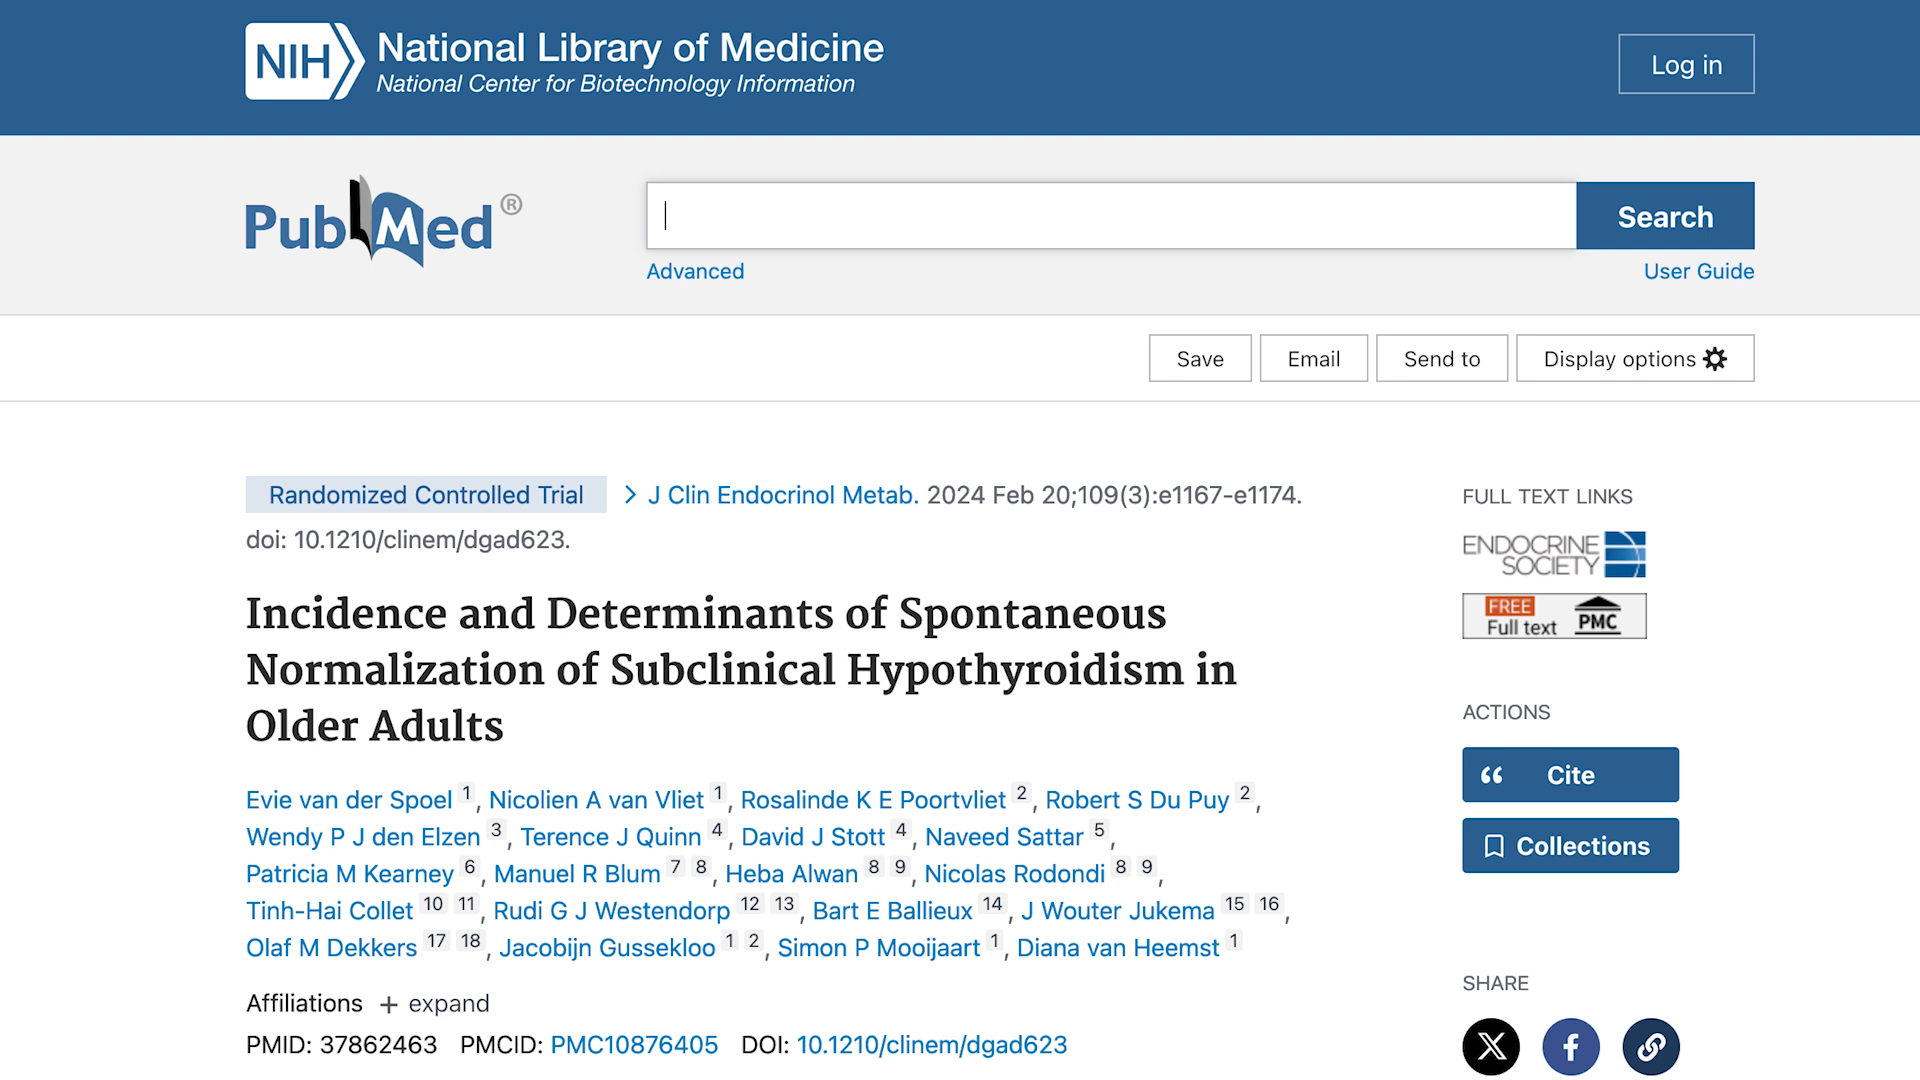 NIH National Library of Medicine
National Center for Biotechnology Information
Log in
PubMed®
Search
Advanced
User Guide
Save
Email
Send to
Display options
Randomized Controlled Trial > J Clin Endocrinol Metab. 2024 Feb 20;109(3):e1167-e1174.
doi: 10.1210/clinem/dgad623.
Incidence and Determinants of Spontaneous
Normalization of Subclinical Hypothyroidism in
Older Adults
Evie van der Spoel 1, Nicolien A van Vliet 1, Rosalinde K E Poortvliet 2, Robert S Du Puy 2,
Wendy P J den Elzen 3, Terence J Quinn 4, David J Stott 4, Naveed Sattar 5,
Patricia M Kearney 6, Manuel R Blum 7 8, Heba Alwan 8 9, Nicolas Rodondi 8 9,
Tinh-Hai Collet 10 11, Rudi G J Westendorp 12 13, Bart E Ballieux 14, J Wouter Jukema 15 16,
Olaf M Dekkers 17 18, Jacobijn Gussekloo 1 2, Simon P Mooijaart 1, Diana van Heemst 1
Affiliations + expand
PMID: 37862463 PMCID: PMC10876405 DOI: 10.1210/clinem/dgad623
FULL TEXT LINKS
ENDOCRINE
SOCIETY
FREE
Full text PMC
ACTIONS
Cite
Collections
SHARE